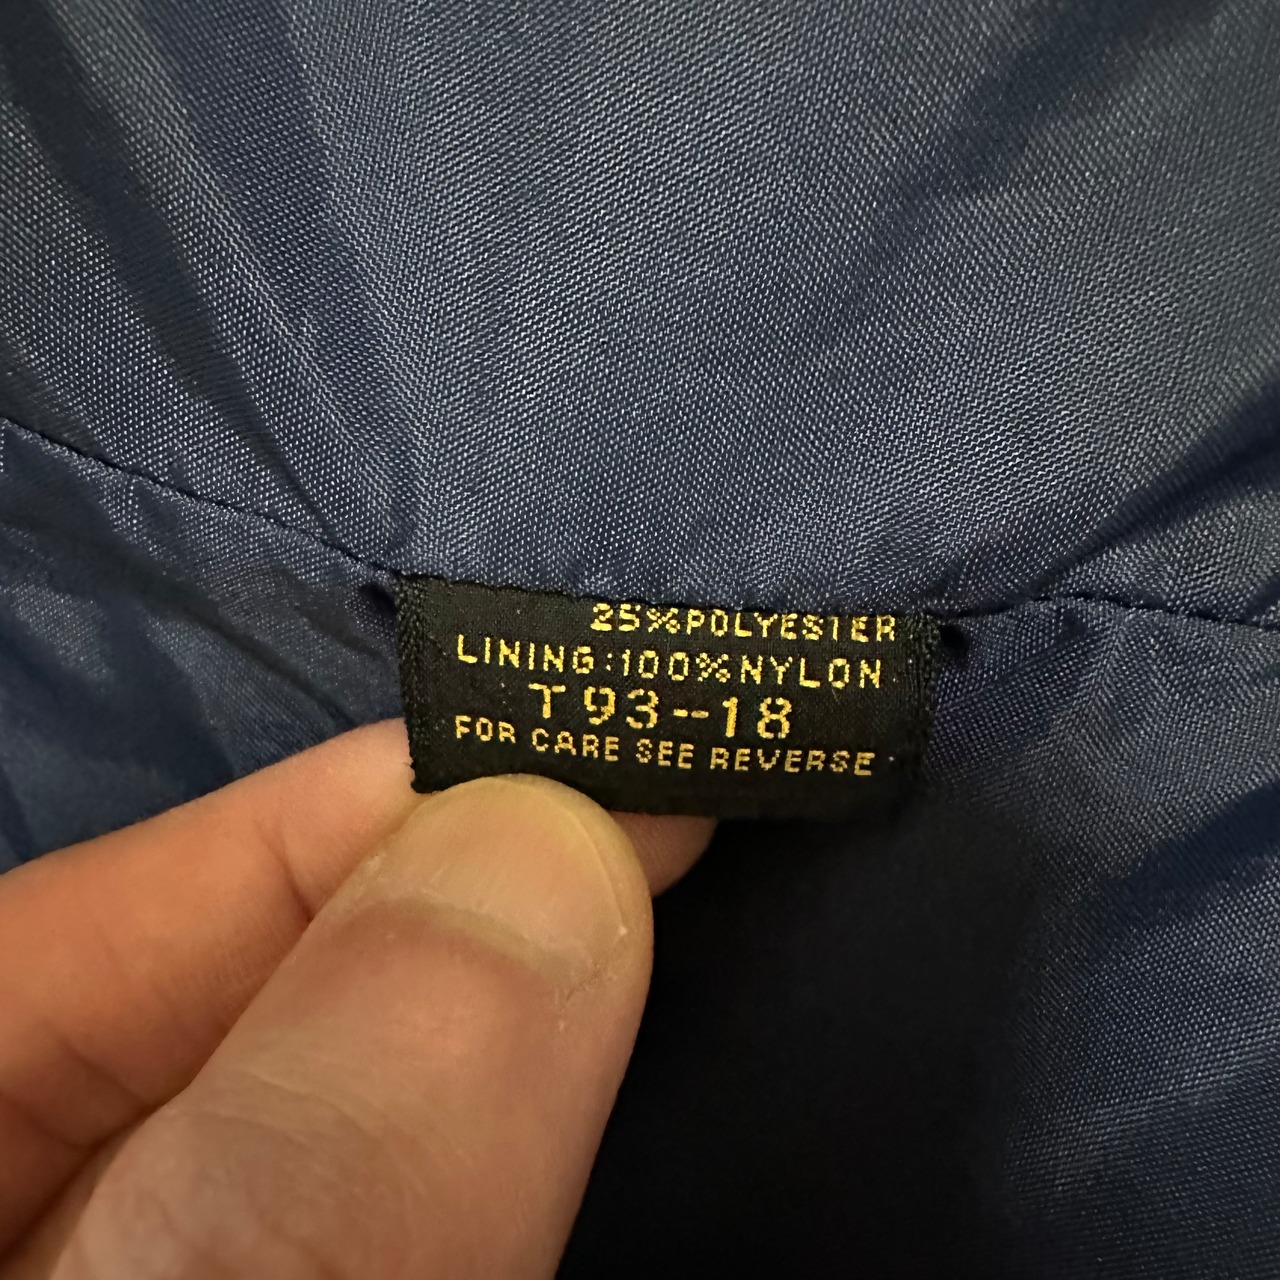 25%POLYESTER
LINING:100%NYLON
T93--18
FOR CARE SEE REVERSE